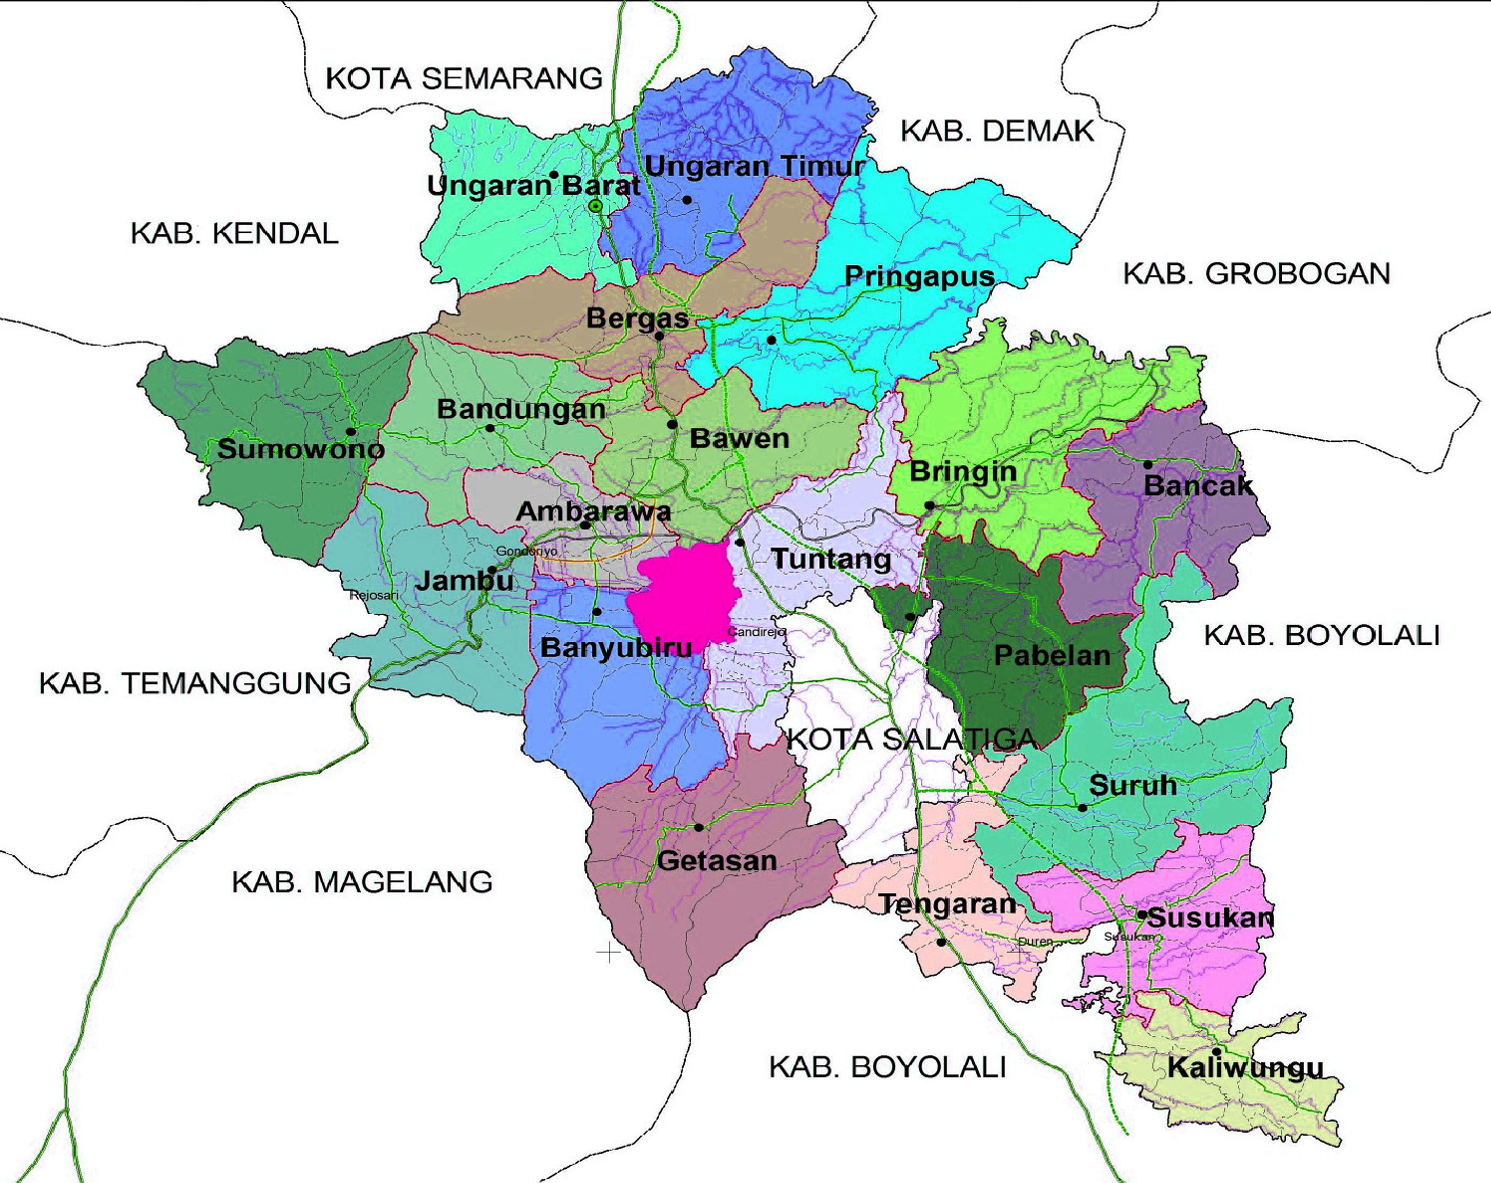 KOTA SEMARANG
KAB. DEMAK
Ungaran Timur
Ungaran Barat
KAB. KENDAL
Pringapus
KAB. GROBOGAN
Bergas
Bandungan
Bawen
Sumowono
Bringin
Bancak
Ambarawa
Gondoriyo
Tuntang
Jambu
Rejosari
Candirejo
KAB. BOYOLALI
Banyubiru
Pabelan
KAB. TEMANGGUNG
KOTA SALATIGA
Suruh
Getasan
KAB. MAGELANG
Tengaran
Susukan
Susukan
Duren
KAB. BOYOLALI
Kaliwungu